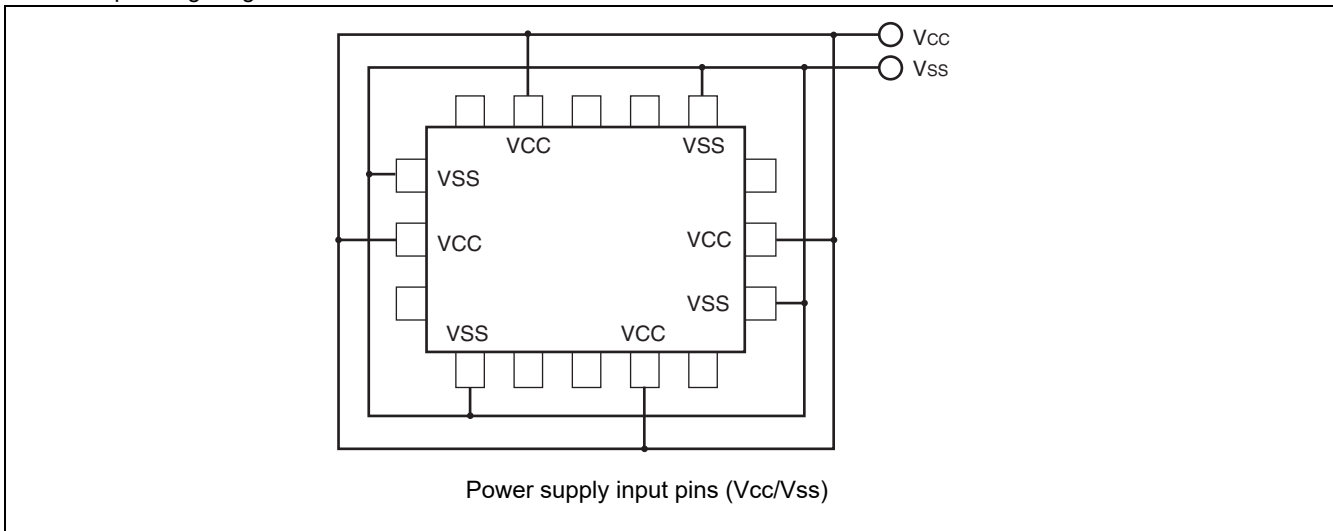 Vcc
Vss
VCC VSS
VSS
VCC VCC
VSS
VSS VCC
Power supply input pins (Vcc/Vss)